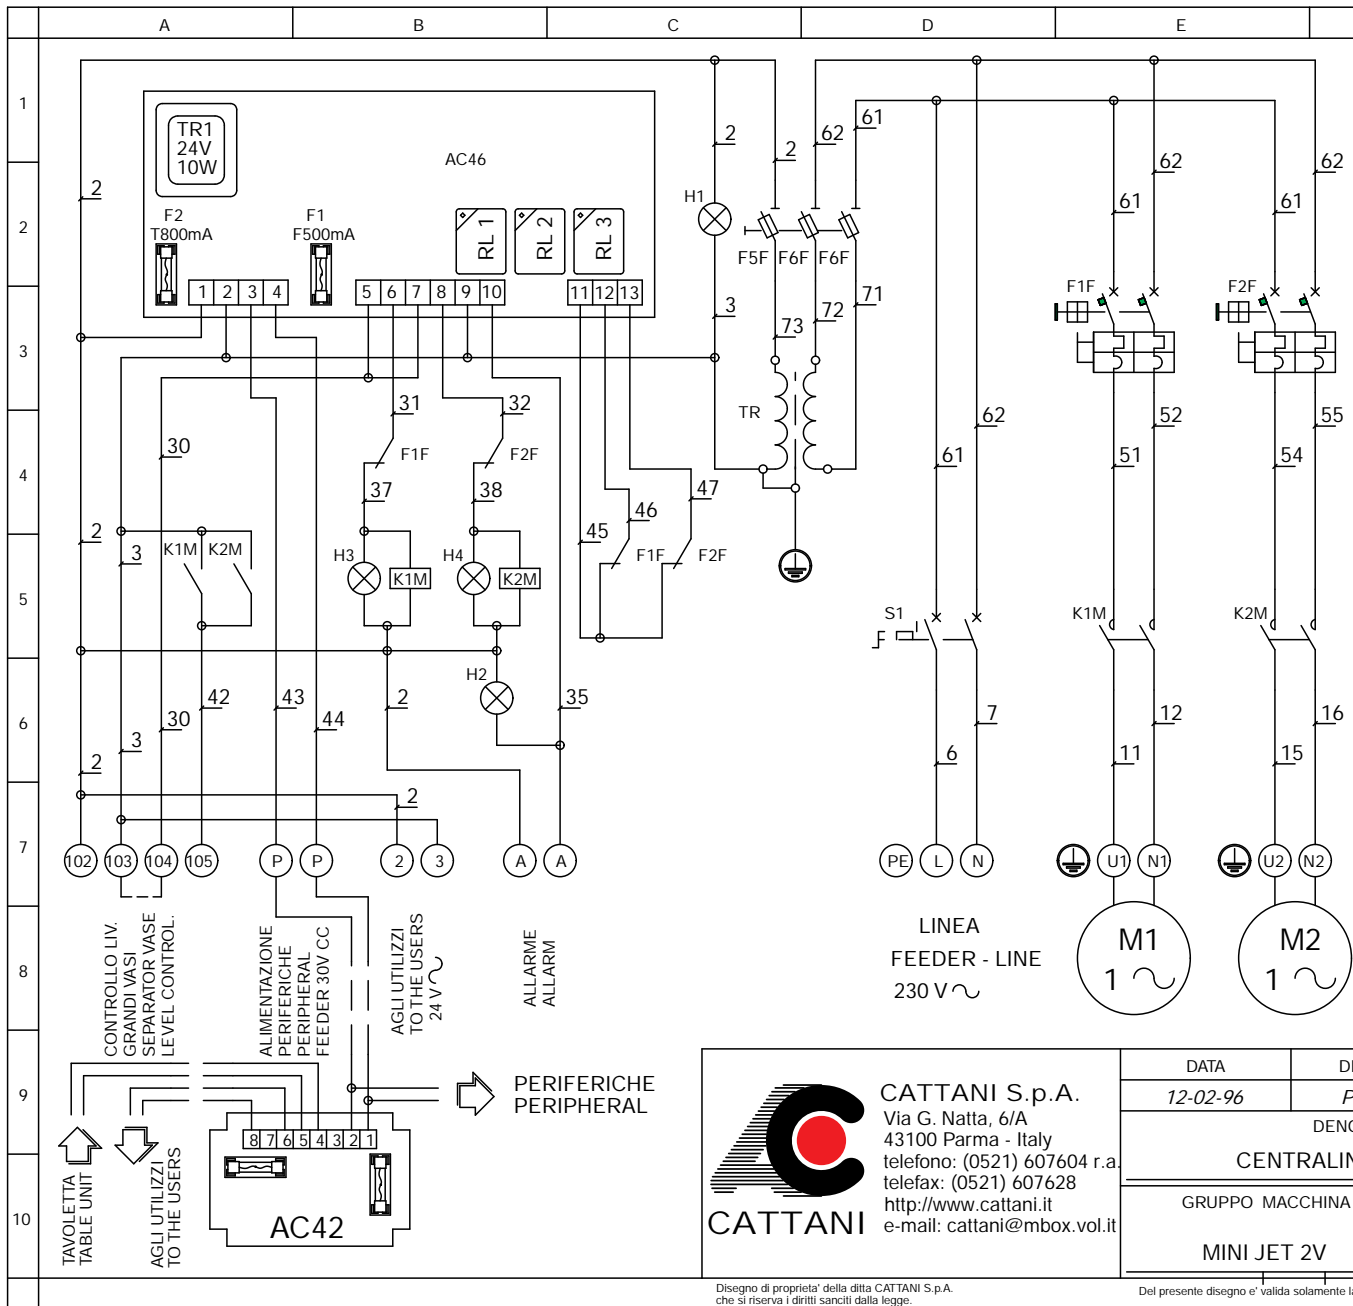 A B C D E
1
2
3
4
5
6
7
8
9
10
TR1
24V
10W
AC46
F2
T800mA
F1
F500mA
RL 1
RL 2
RL 3
1 2 3 4
5 6 7 8 9 10
11 12 13
2
2
2
62
61
H1
F5F F6F F6F
3
73
72
71
TR
61
62
61
62
F1F
F2F
31
32
30
F1F
F2F
37
38
45
46
47
F1F
F2F
62
61
51
52
54
55
2
3
K1M K2M
H3
K1M
H4
K2M
S1
K1M
K2M
H2
42
43
44
30
3
2
2
35
2
7
6
12
11
16
15
102 103 104 105
P P
2 3
A A
PE L N
U1 N1
U2 N2
CONTROLLO LIV.
GRANDI VASI
SEPARATOR VASE
LEVEL CONTROL.
ALIMENTAZIONE
PERIFERICHE
PERIPHERAL
FEEDER 30V CC
AGLI UTILIZZI
TO THE USERS
24 V
ALLARME
ALLARM
LINEA
FEEDER - LINE
230 V
M1
1
M2
1
PERIFERICHE
PERIPHERAL
8 7 6 5 4 3 2 1
AC42
TAVOLETTA
TABLE UNIT
AGLI UTILIZZI
TO THE USERS
CATTANI
CATTANI S.p.A.
Via G. Natta, 6/A
43100 Parma - Italy
telefono: (0521) 607604 r.a.
telefax: (0521) 607628
http://www.cattani.it
e-mail: cattani@mbox.vol.it
DATA
12-02-96
P
DENO
CENTRALIN
GRUPPO MACCHINA
MINI JET 2V
Disegno di proprieta' della ditta CATTANI S.p.A.
che si riserva i diritti sanciti dalla legge.
Del presente disegno e' valida solamente la